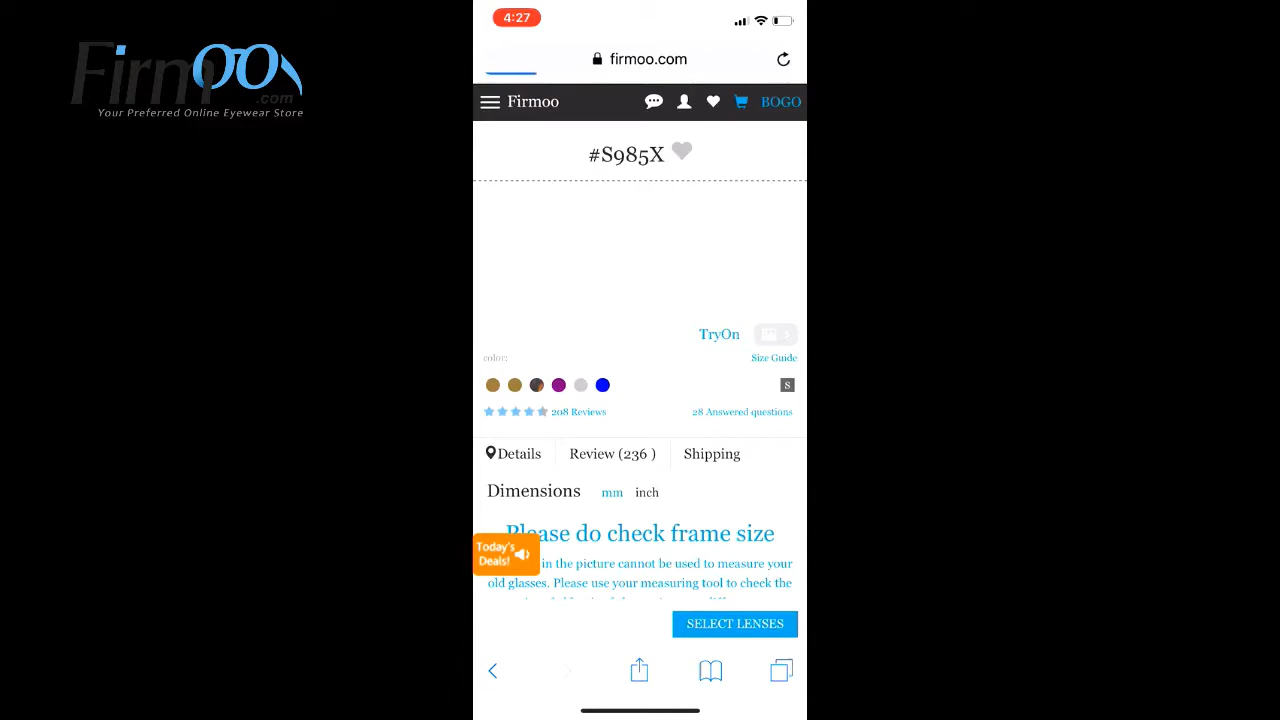 4:27
firmoo.com
Firmoo
.com
Your Preferred Online Eyewear Store
Firmoo
BOGO
#S985X
TryOn
color:
Size Guide
S
208 Reviews
28 Answered questions
Details
Review (236 )
Shipping
Dimensions
mm
inch
Please do check frame size
Today's
Deals!
in the picture cannot be used to measure your
old glasses. Please use your measuring tool to check the
SELECT LENSES